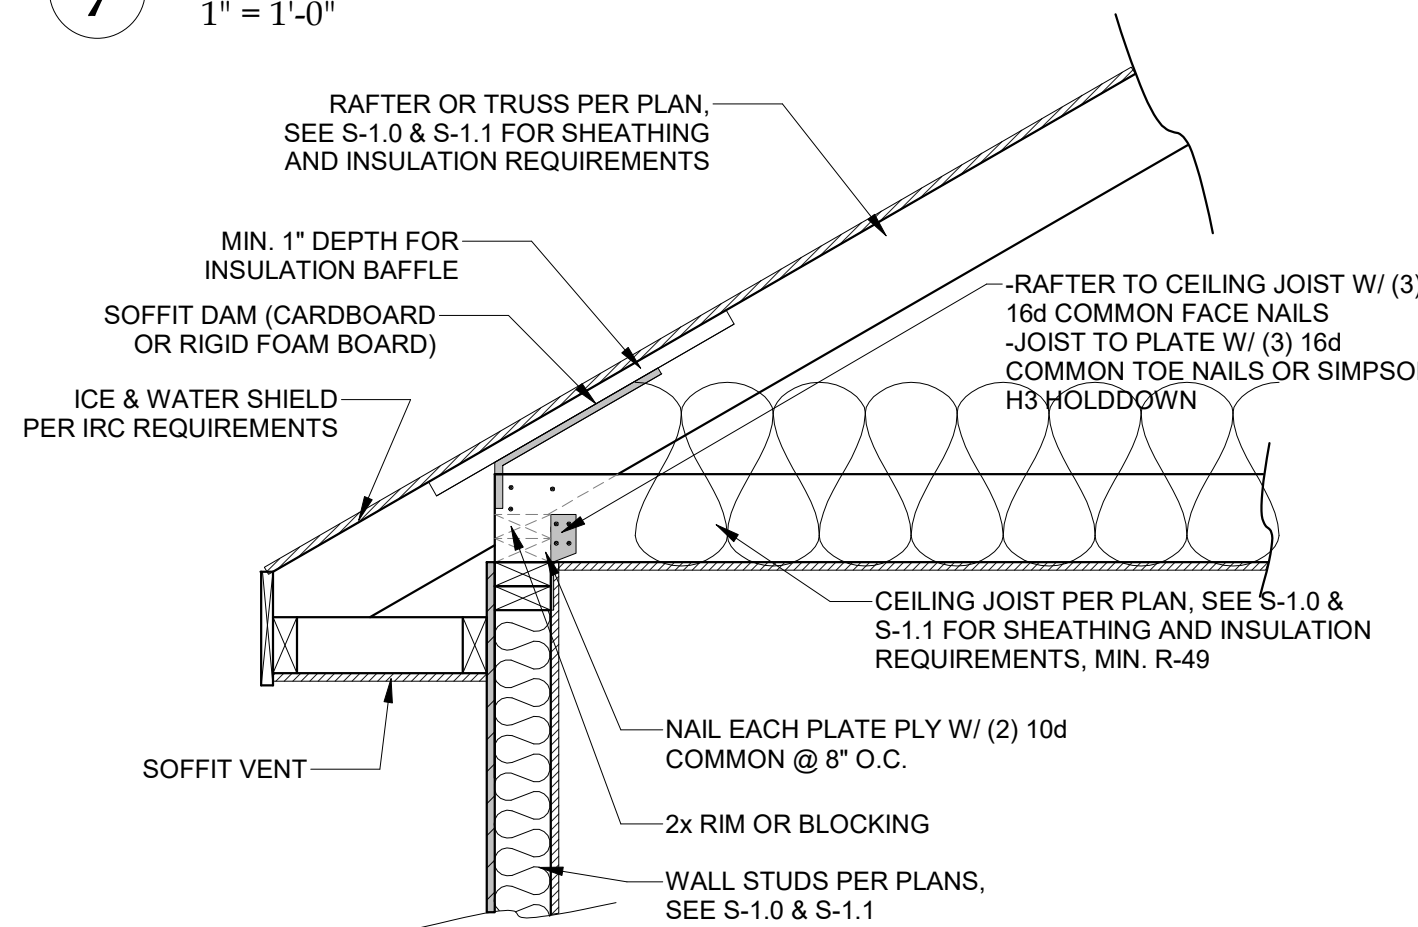 7
1" = 1'-0"
RAFTER OR TRUSS PER PLAN,
SEE S-1.0 & S-1.1 FOR SHEATHING
AND INSULATION REQUIREMENTS
MIN. 1" DEPTH FOR
INSULATION BAFFLE
SOFFIT DAM (CARDBOARD
OR RIGID FOAM BOARD)
ICE & WATER SHIELD
PER IRC REQUIREMENTS
-RAFTER TO CEILING JOIST W/ (3)
16d COMMON FACE NAILS
-JOIST TO PLATE W/ (3) 16d
COMMON TOE NAILS OR
H3 HOLDDOWN
CEILING JOIST PER PLAN, SEE S-1.0 &
S-1.1 FOR SHEATHING AND INSULATION
REQUIREMENTS, MIN. R-49
NAIL EACH PLATE PLY W/ (2) 10d
COMMON @ 8" O.C.
SOFFIT VENT
2x RIM OR BLOCKING
WALL STUDS PER PLANS,
SEE S-1.0 & S-1.1